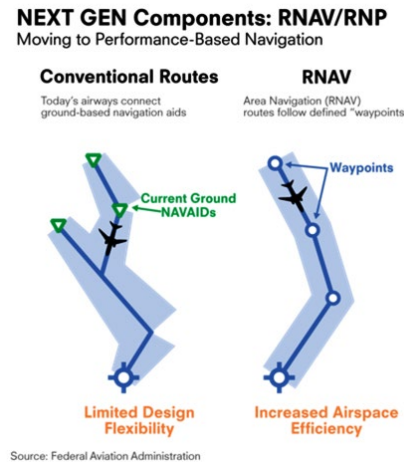 NEXT GEN Components: RNAV/RNP
Moving to Performance-Based Navigation
Conventional Routes
Today's airways connect
ground-based navigation aids
RNAV
Area Navigation (RNAV)
routes follow defined "waypoints
Current Ground
NAVAIDs
Waypoints
Limited Design
Flexibility
Increased Airspace
Efficiency
Source: Federal Aviation Administration